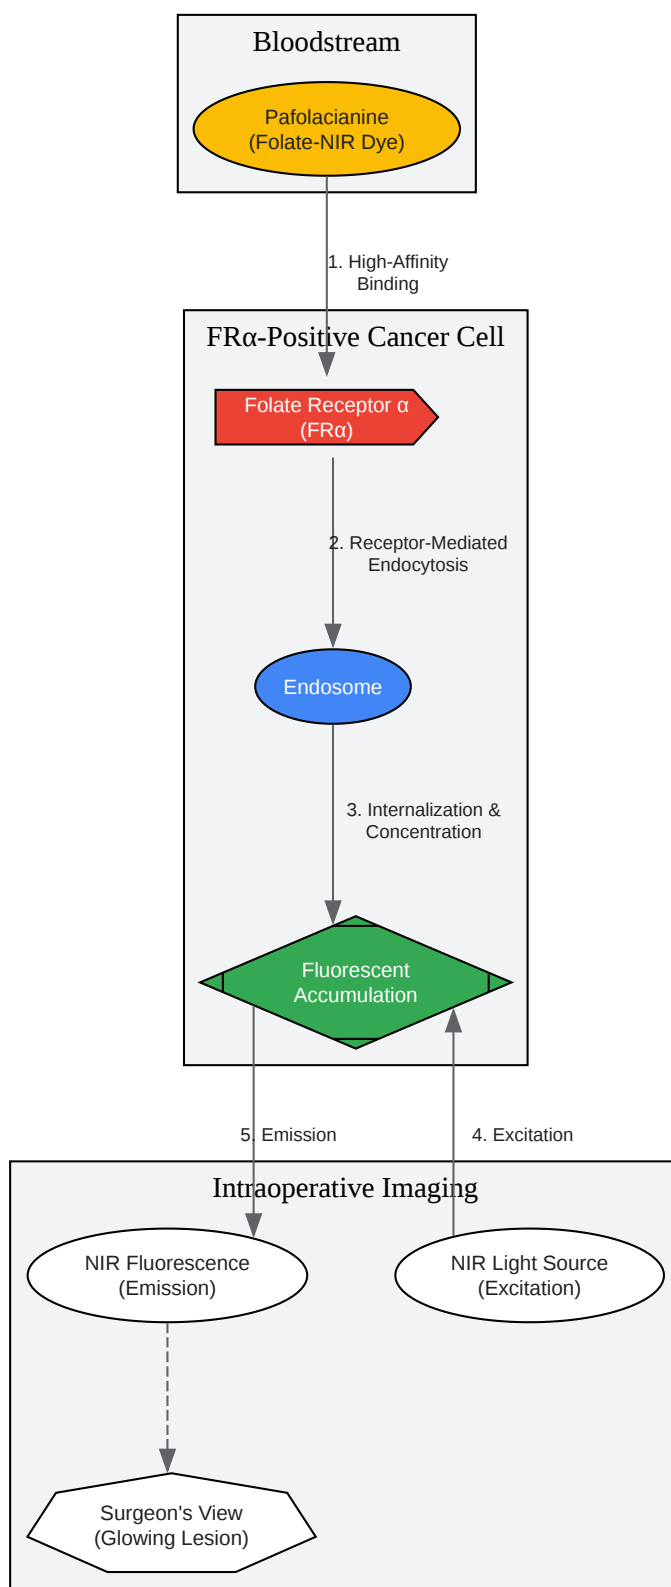 Bloodstream
Pafolacianine
(Folate-NIR Dye)
1. High-Affinity
Binding
FRα-Positive Cancer Cell
Folate Receptor α
(FRα)
2. Receptor-Mediated
Endocytosis
Endosome
3. Internalization &
Concentration
Fluorescent
Accumulation
5. Emission
4. Excitation
Intraoperative Imaging
NIR Fluorescence
(Emission)
NIR Light Source
(Excitation)
Surgeon's View
(Glowing Lesion)